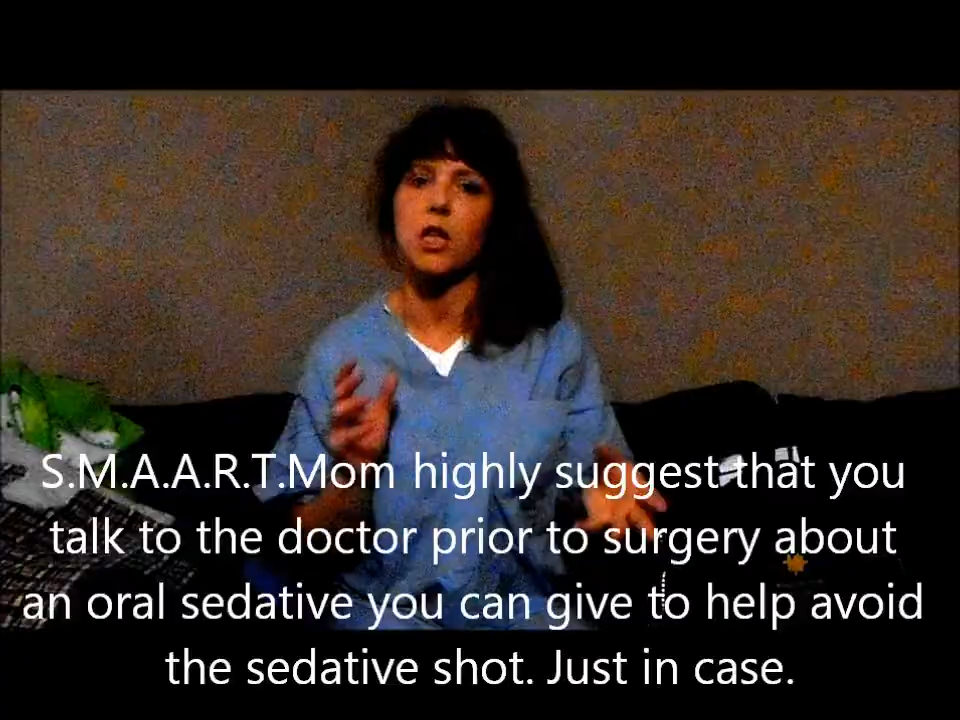 S.M.A.A.R.T.Mom highly suggest that you
talk to the doctor prior to surgery about
an oral sedative you can give to help avoid
the sedative shot. Just in case.